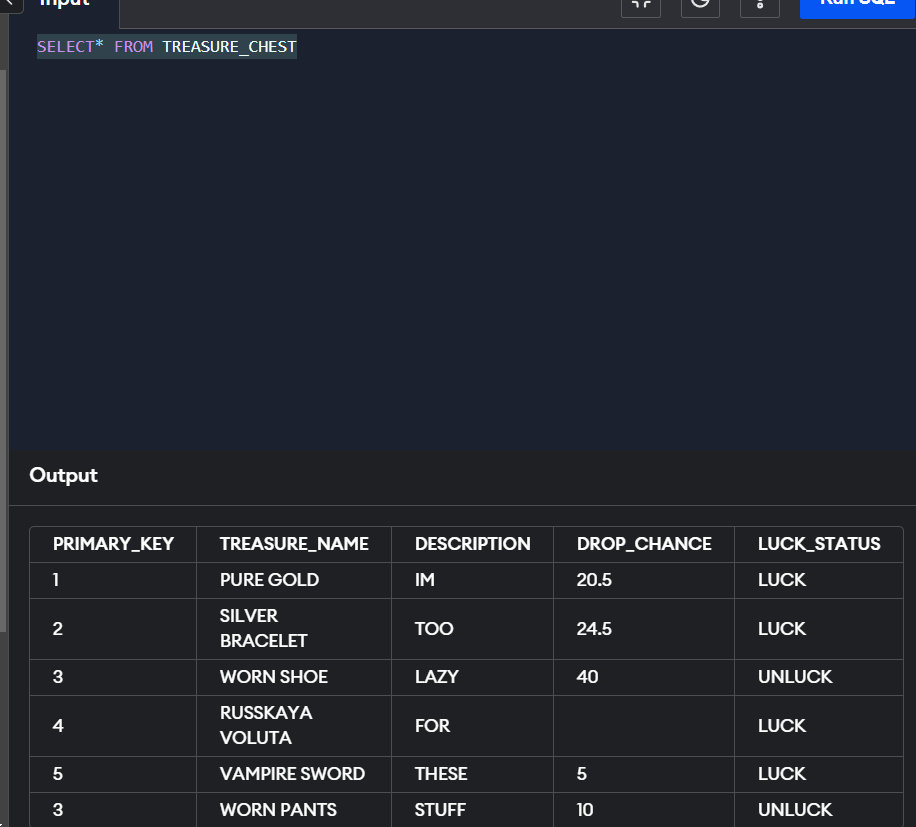 Input
Run SQL
SELECT* FROM TREASURE_CHEST
Output
PRIMARY_KEY TREASURE_NAME DESCRIPTION DROP_CHANCE LUCK_STATUS
1 PURE GOLD IM 20.5 LUCK
2 SILVER BRACELET TOO 24.5 LUCK
3 WORN SHOE LAZY 40 UNLUCK
4 RUSSKAYA VOLUTA FOR LUCK
5 VAMPIRE SWORD THESE 5 LUCK
3 WORN PANTS STUFF 10 UNLUCK